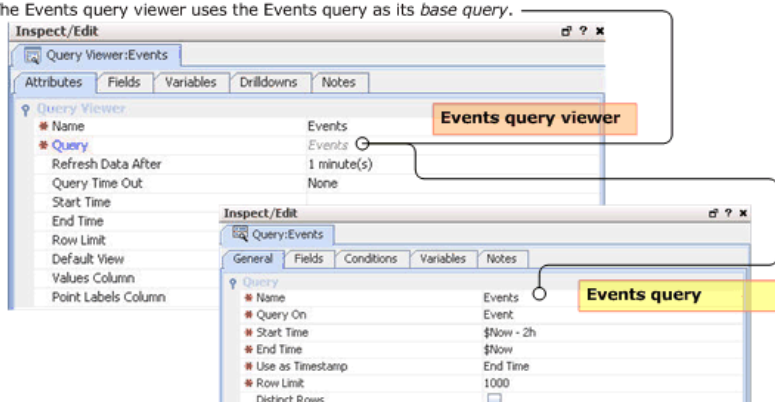 he Events query viewer uses the Events query as its base query.
Inspect/Edit
Query Viewer:Events
Attributes Fields Variables Drilldowns Notes
Query Viewer
Name Events
Query Events
Refresh Data After 1 minute(s)
Query Time Out None
Start Time
End Time
Row Limit
Default View
Values Column
Point Labels Column
Events query viewer
Inspect/Edit
Query:Events
General Fields Conditions Variables Notes
Query
Name Events
Query On Event
Start Time $Now - 2h
End Time $Now
Use as Timestamp End Time
Row Limit 1000
Distinct Rows
Events query